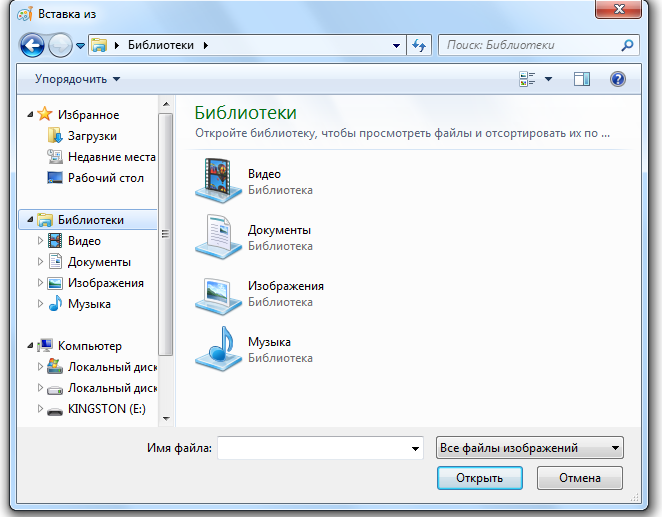 Вставка из
Библиотеки
Поиск: Библиотеки
Упорядочить
Избранное
Загрузки
Недавние места
Рабочий стол
Библиотеки
Видео
Документы
Изображения
Музыка
Компьютер
Локальный диск
Локальный диск
KINGSTON (E:)
Библиотеки
Откройте библиотеку, чтобы просмотреть файлы и отсортировать их по ...
Видео
Библиотека
Документы
Библиотека
Изображения
Библиотека
Музыка
Библиотека
Имя файла:
Все файлы изображений
Открыть
Отмена